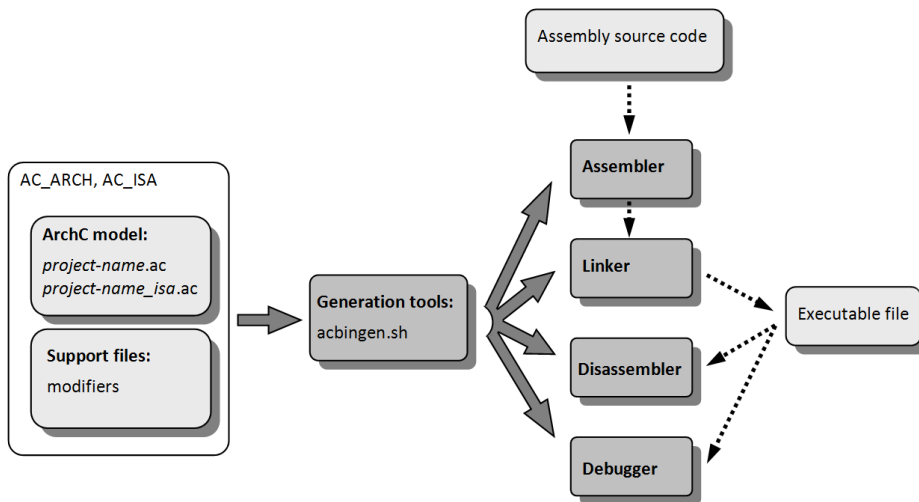 Assembly source code
AC_ARCH, AC_ISA
ArchC model:
project-name.ac
project-name_isa.ac
Support files:
modifiers
Generation tools:
acbingen.sh
Assembler
Linker
Disassembler
Debugger
Executable file